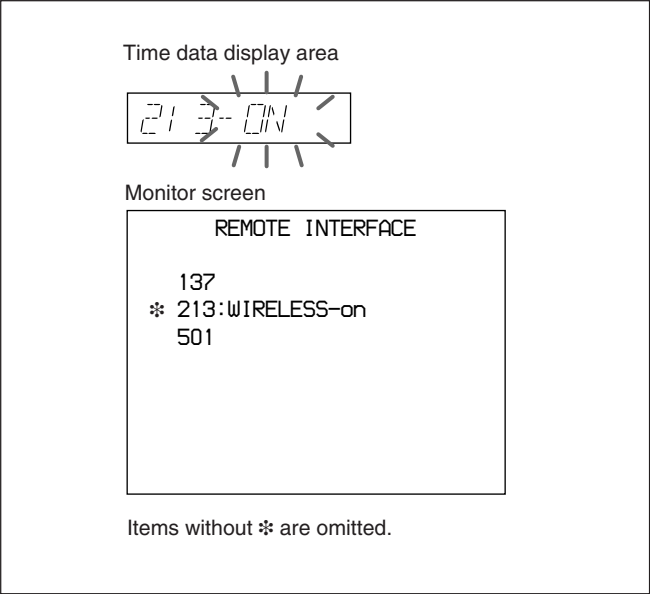 Time data display area
213-ON
Monitor screen
REMOTE INTERFACE
137
✻ 213:WIRELESS-on
501
Items without ✻ are omitted.